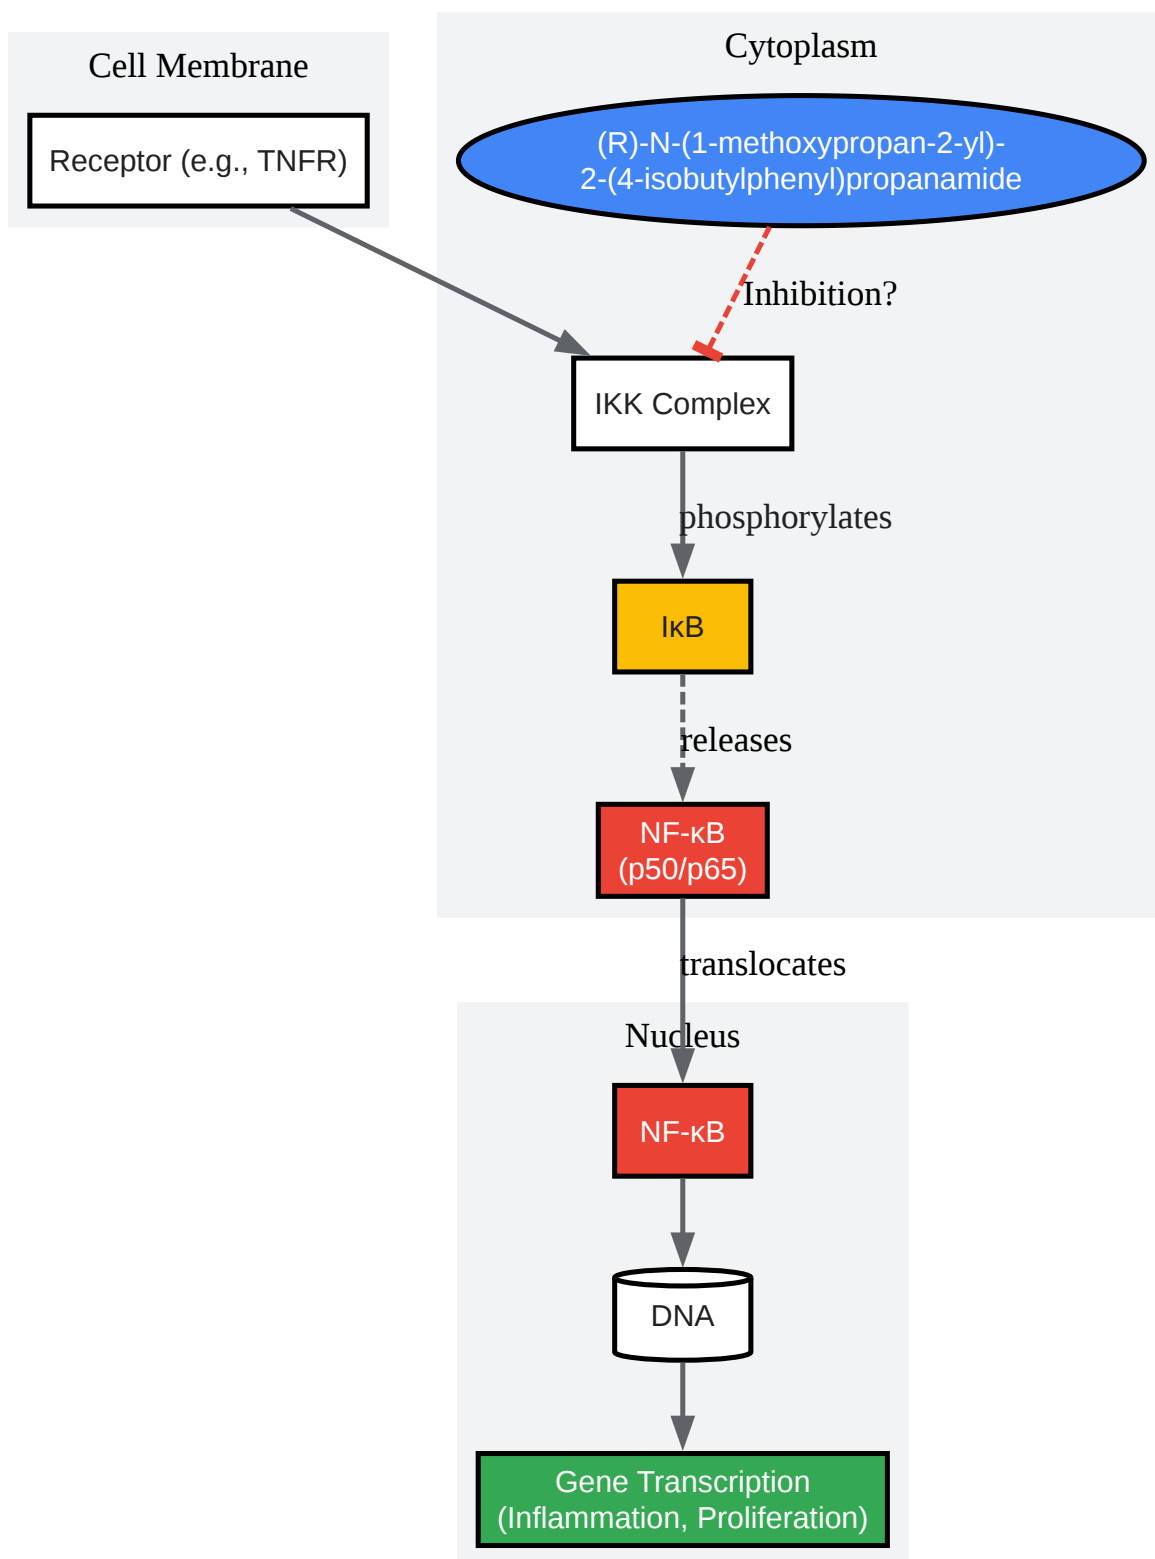 Cell Membrane
Receptor (e.g., TNFR)
Cytoplasm
(R)-N-(1-methoxypropan-2-yl)-
2-(4-isobutylphenyl)propanamide
Inhibition?
IKK Complex
phosphorylates
IκB
releases
NF-κB
(p50/p65)
translocates
Nucleus
NF-κB
DNA
Gene Transcription
(Inflammation, Proliferation)